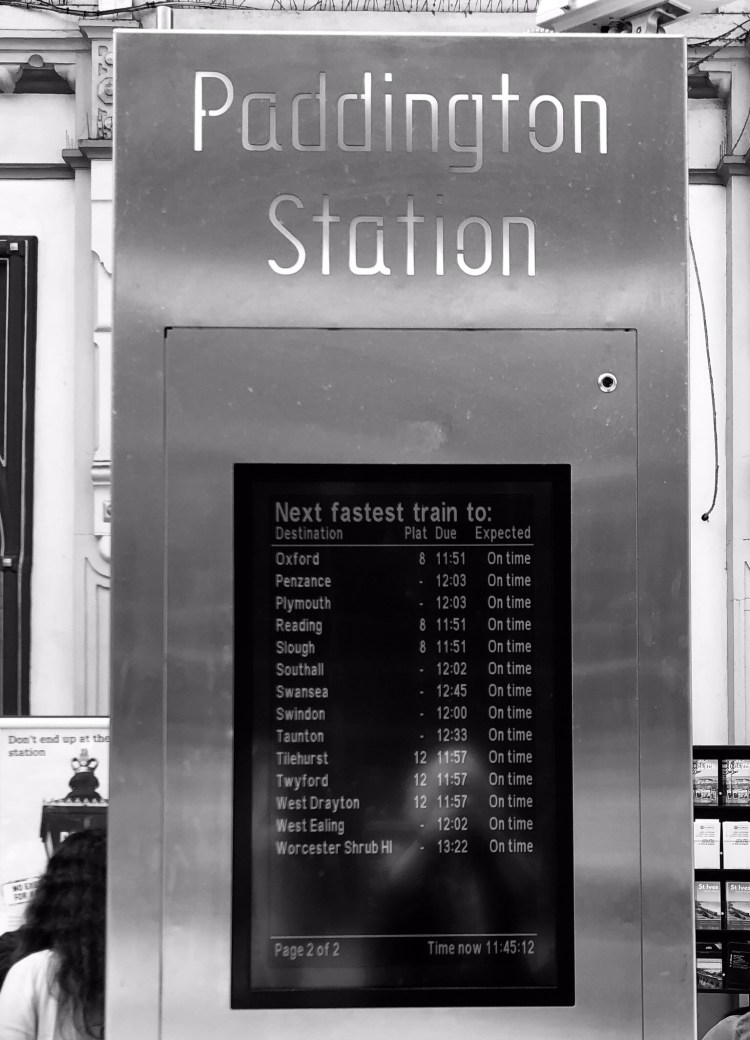 Paddington
Station
Next fastest train to:
Destination Plat Due Expected
Oxford 8 11:51 On time
Penzance - 12:03 On time
Plymouth - 12:03 On time
Reading 8 11:51 On time
Slough 8 11:51 On time
Southall - 12:02 On time
Swansea - 12:45 On time
Swindon - 12:00 On time
Taunton - 12:33 On time
Tilehurst 12 11:57 On time
Twyford 12 11:57 On time
West Drayton 12 11:57 On time
West Ealing - 12:02 On time
Worcester Shrub Hl - 13:22 On time
Page 2 of 2 Time now 11:45:12
Don't end up at the
station
St Ives St Ives